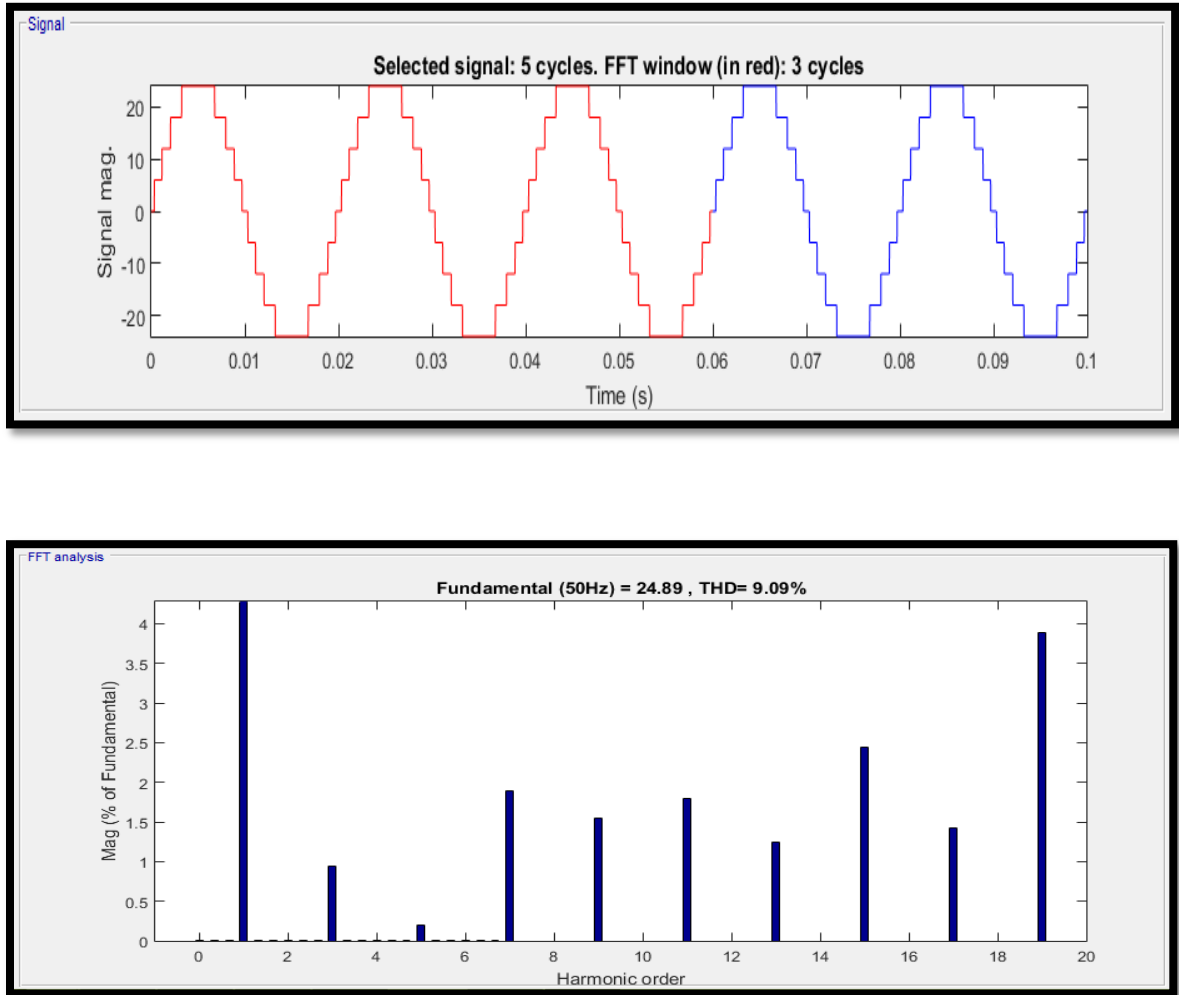 Signal
Selected signal: 5 cycles. FFT window (in red): 3 cycles
20
10
0
-10
-20
Signal mag.
0 0.01 0.02 0.03 0.04 0.05 0.06 0.07 0.08 0.09 0.1
Time (s)
FFT analysis
Fundamental (50Hz) = 24.89 , THD= 9.09%
4
3.5
3
2.5
2
1.5
1
0.5
0
Mag (% of Fundamental)
0 2 4 6 8 10 12 14 16 18 20
Harmonic order